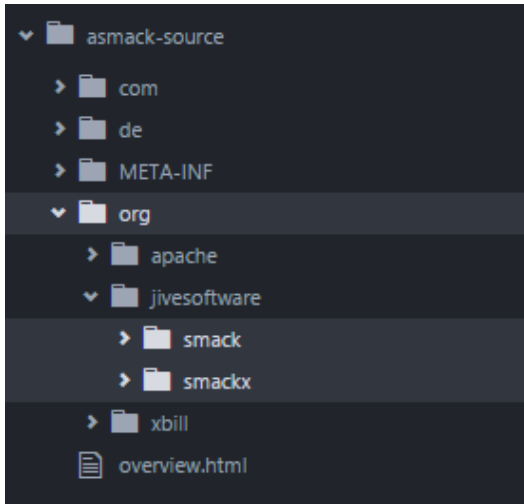 asmack-source
com
de
META-INF
org
apache
jivesoftware
smack
smackx
xbill
overview.html